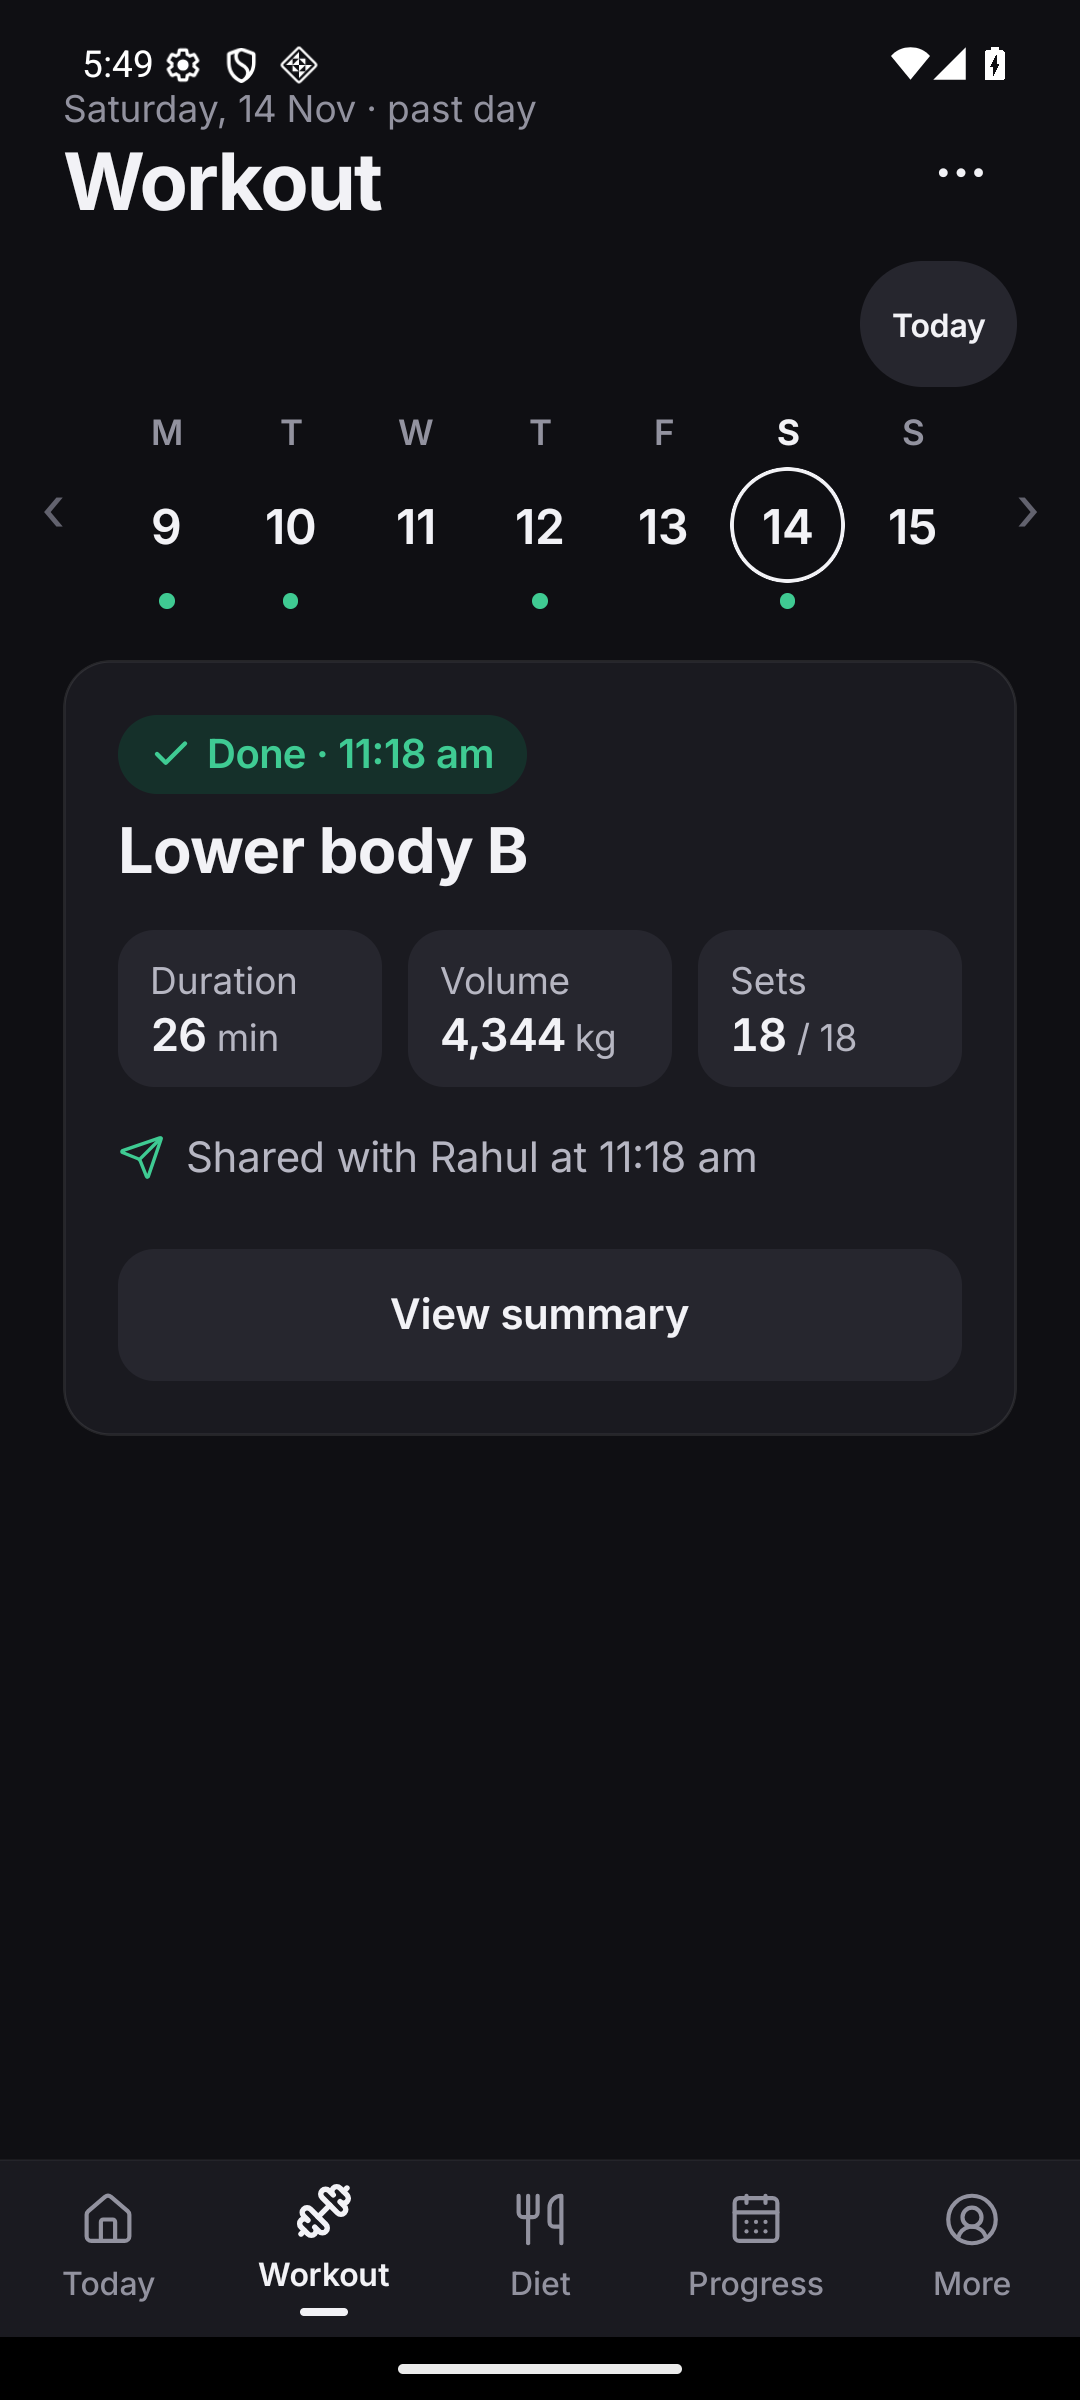 5:49
Saturday, 14 Nov · past day
Workout
Today
M T W T F S S
9 10 11 12 13 14 15
Done · 11:18 am
Lower body B
Duration Volume Sets
26 min 4,344 kg 18 / 18
Shared with Rahul at 11:18 am
View summary
Today Workout Diet Progress More